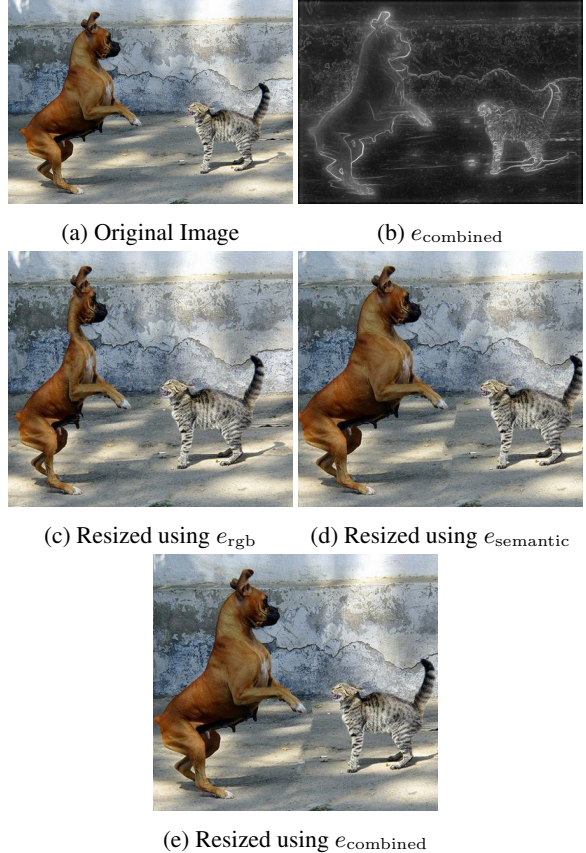 (a) Original Image
(b) e_combined
(c) Resized using e_rgb
(d) Resized using e_semantic
(e) Resized using e_combined